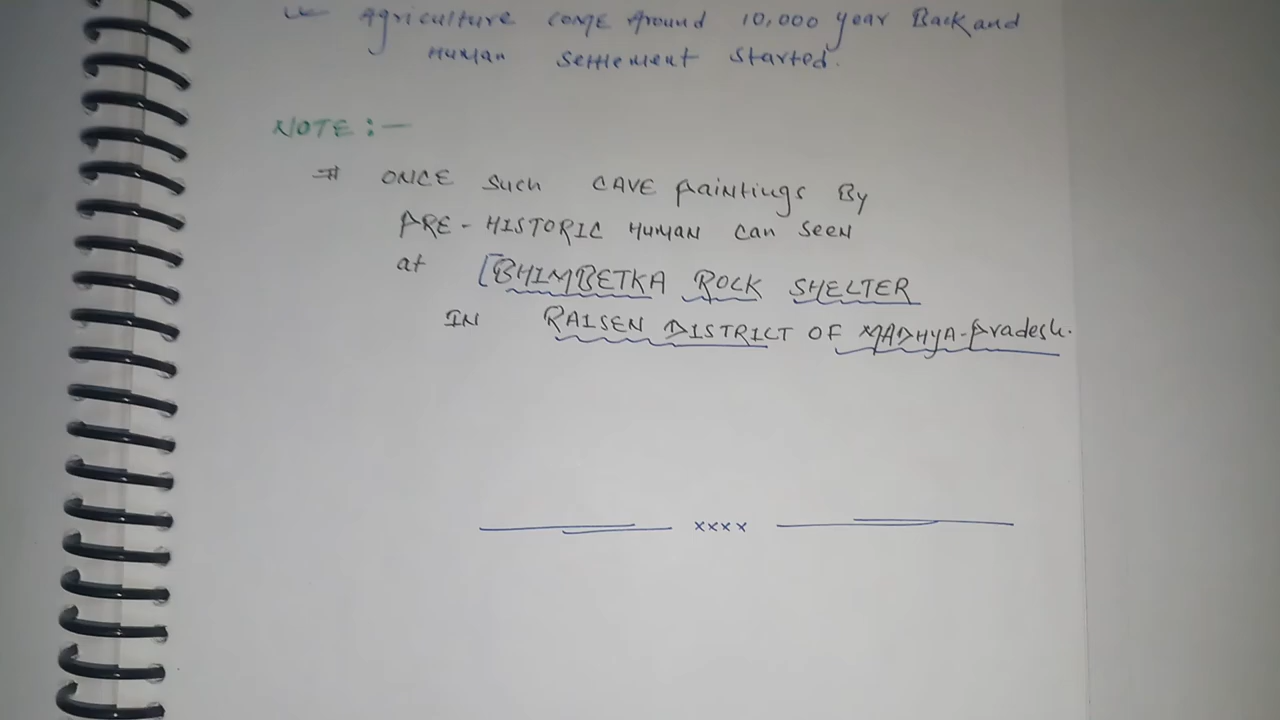 Agriculture come Around 10,000 year Back and
Human Settlement Started.
NOTE :-
⇒ ONCE Such CAVE Paintings By
PRE-HISTORIC HUMAN can SEEN
at [BHIMBETKA ROCK SHELTER
IN RAISEN DISTRICT OF MADHYA-Pradesh.
xxxx